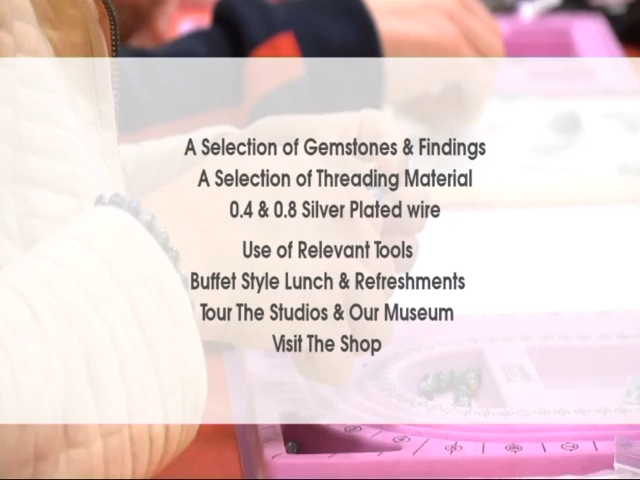 A Selection of Gemstones & Findings
A Selection of Threading Material
0.4 & 0.8 Silver Plated wire
Use of Relevant Tools
Buffet Style Lunch & Refreshments
Tour The Studios & Our Museum
Visit The Shop